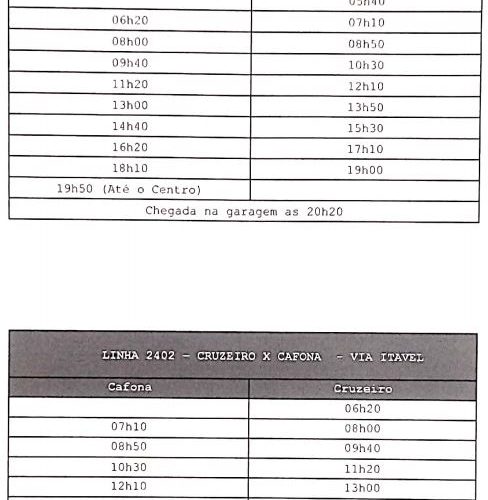 05h40
06h20 07h10
08h00 08h50
09h40 10h30
11h20 12h10
13h00 13h50
14h40 15h30
16h20 17h10
18h10 19h00
19h50 (Até o Centro)
Chegada na garagem as 20h20
LINHA 2402 – CRUZEIRO X CAFONA - VIA ITAVEL
Cafona Cruzeiro
06h20
07h10 08h00
08h50 09h40
10h30 11h20
12h10 13h00